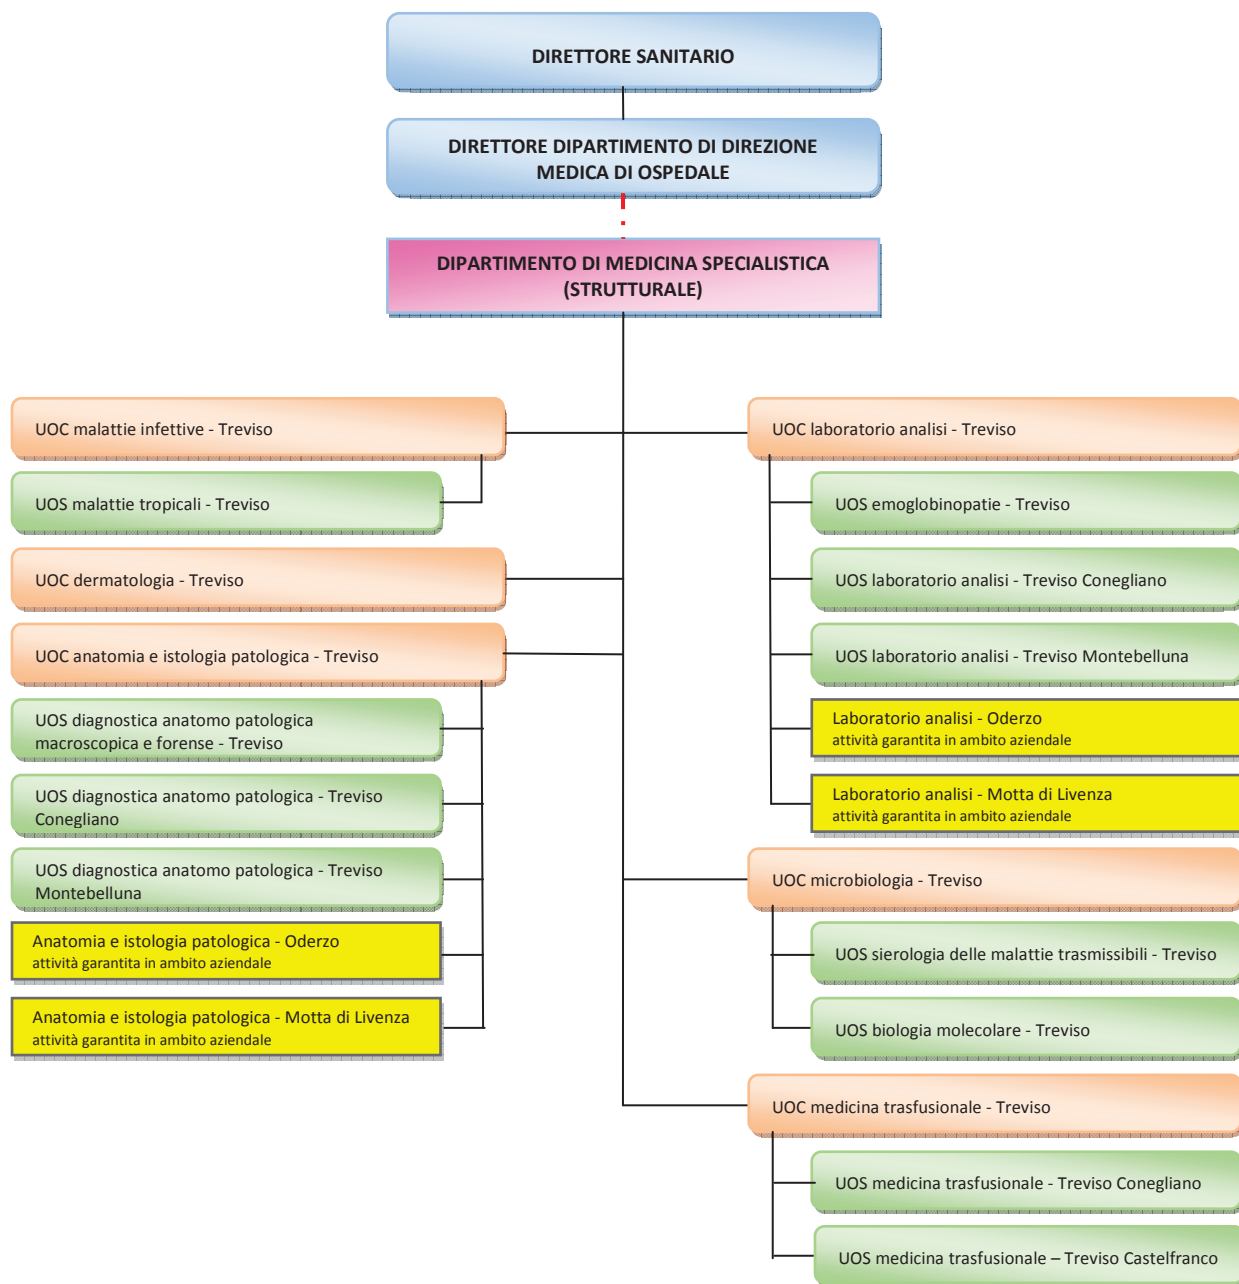 DIRETTORE SANITARIO
DIRETTORE DIPARTIMENTO DI DIREZIONE
MEDICA DI OSPEDALE
DIPARTIMENTO DI MEDICINA SPECIALISTICA
(STRUTTURALE)
UOC malattie infettive - Treviso
UOS malattie tropicali - Treviso
UOC dermatologia - Treviso
UOC anatomia e istologia patologica - Treviso
UOS diagnostica anatomo patologica
macroscopica e forense - Treviso
UOS diagnostica anatomo patologica - Treviso
Conegliano
UOS diagnostica anatomo patologica - Treviso
Montebelluna
Anatomia e istologia patologica - Oderzo
attività garantita in ambito aziendale
Anatomia e istologia patologica - Motta di Livenza
attività garantita in ambito aziendale
UOC laboratorio analisi - Treviso
UOS emoglobinopatie - Treviso
UOS laboratorio analisi - Treviso Conegliano
UOS laboratorio analisi - Treviso Montebelluna
Laboratorio analisi - Oderzo
attività garantita in ambito aziendale
Laboratorio analisi - Motta di Livenza
attività garantita in ambito aziendale
UOC microbiologia - Treviso
UOS sierologia delle malattie trasmissibili - Treviso
UOS biologia molecolare - Treviso
UOC medicina trasfusionale - Treviso
UOS medicina trasfusionale - Treviso Conegliano
UOS medicina trasfusionale – Treviso Castelfranco